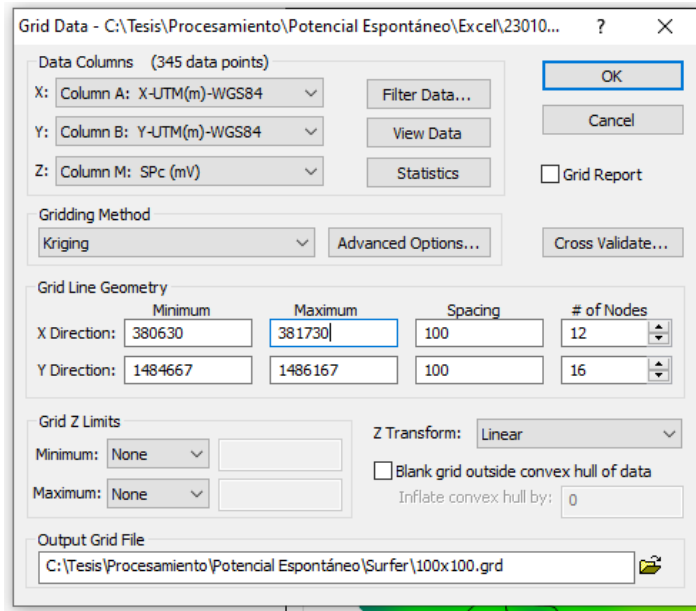 Grid Data - C:\Tesis\Procesamiento\Potencial Espontáneo\Excel\23010... ? X
Data Columns (345 data points)
X: Column A: X-UTM(m)-WGS84
Y: Column B: Y-UTM(m)-WGS84
Z: Column M: SPc (mV)
Filter Data...
View Data
Statistics
OK
Cancel
Grid Report
Gridding Method
Kriging Advanced Options... Cross Validate...
Grid Line Geometry
Minimum Maximum Spacing # of Nodes
X Direction: 380630 381730 100 12
Y Direction: 1484667 1486167 100 16
Grid Z Limits
Minimum: None
Maximum: None
Z Transform: Linear
Blank grid outside convex hull of data
Inflate convex hull by: 0
Output Grid File
C:\Tesis\Procesamiento\Potencial Espontáneo\Surfer\100x100.grd